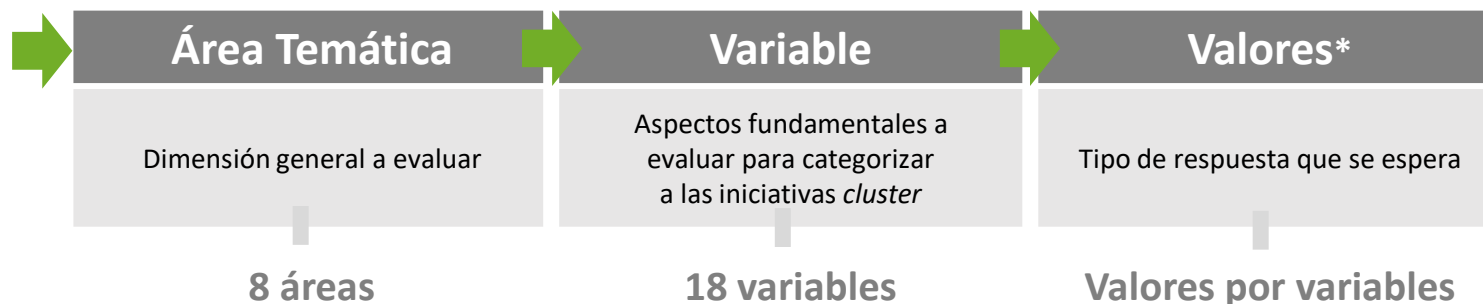 Área Temática
Variable
Valores*
Dimensión general a evaluar
Aspectos fundamentales a
evaluar para categorizar
a las iniciativas cluster
Tipo de respuesta que se espera
8 áreas
18 variables
Valores por variables